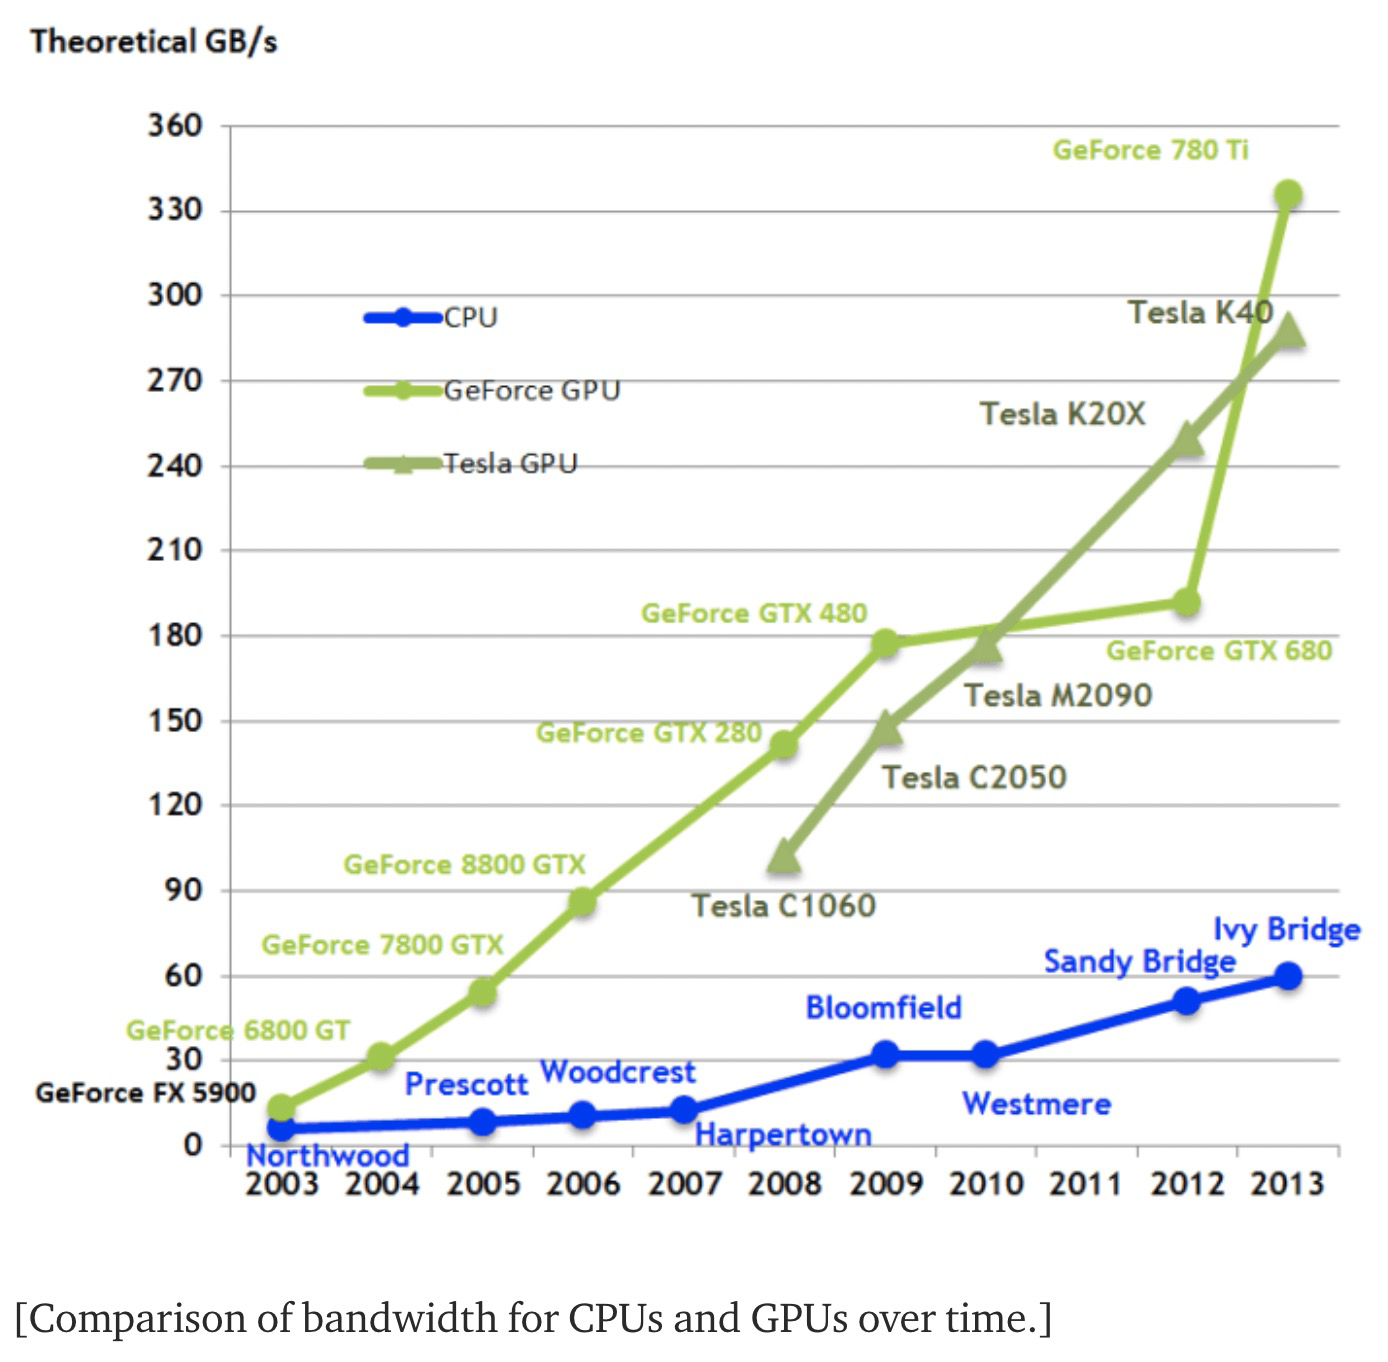 Theoretical GB/s
360
GeForce 780 Ti
330
300
Tesla K40
CPU
270
GeForce GPU
Tesla K20X
240
Tesla GPU
210
GeForce GTX 480
180
GeForce GTX 680
Tesla M2090
150
GeForce GTX 280
Tesla C2050
120
GeForce 8800 GTX
90
Tesla C1060
Ivy Bridge
GeForce 7800 GTX
Sandy Bridge
60
Bloomfield
GeForce 6800 GT
30
Woodcrest
Prescott
GeForce FX 5900
Westmere
Harpertown
0
Northwood
2003 2004 2005 2006 2007 2008 2009 2010 2011 2012 2013
[Comparison of bandwidth for CPUs and GPUs over time.]